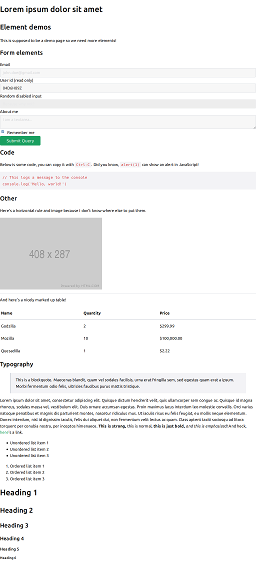 Lorem ipsum dolor sit amet
Element demos
This is supposed to be a demo page so we need more elements!
Form elements
Email
User id (read only)
04D6H89Z
Random disabled input
About me
Remember me
Submit Query
Code
Below is some code, you can copy it with Ctrl-C. Did you know, alert(1) can show an alert in JavaScript!
// This logs a message to the console
console.log('Hello, world!')
Other
Here's a horizontal rule and image because I don't know where else to put them.
408 x 287
And here's a nicely marked up table!
Name Quantity Price
Godzilla 2 $299.99
Mozilla 10 $100,000.00
Quesadilla 1 $2.22
Typography
This is a blockquote. Maecenas blandit, quam vel sodales facilisis, urna erat fringilla sem, sed egestas quam erat a ipsum.
Morbi fermentum odio felis, ultrices faucibus purus mattis tristique.
Lorem ipsum dolor sit amet, consectetur adipiscing elit. Quisque dictum hendrerit velit, quis ullamcorper sem congue ac. Quisque id magna
rhoncus, sodales massa vel, vestibulum elit. Duis ornare accumsan egestas. Proin maximus lacus interdum leo molestie convallis. Orci varius
natoque penatibus et magnis dis parturient montes, nascetur ridiculus mus. Ut iaculis risus eu felis feugiat, eu mollis neque elementum.
Donec interdum, nisl id dignissim iaculis, felis dui aliquet dui, non fermentum velit lectus ac quam. Class aptent taciti sociosqu ad litora
torquent per conubia nostra, per inceptos himenaeos. This is strong, this is normal, this is just bold, and this is emphasized! And heck,
here's a link.
Unordered list item 1
Unordered list item 2
Unordered list item 3
1. Ordered list item 1
2. Ordered list item 2
3. Ordered list item 3
Heading 1
Heading 2
Heading 3
Heading 4
Heading 5
Heading 6